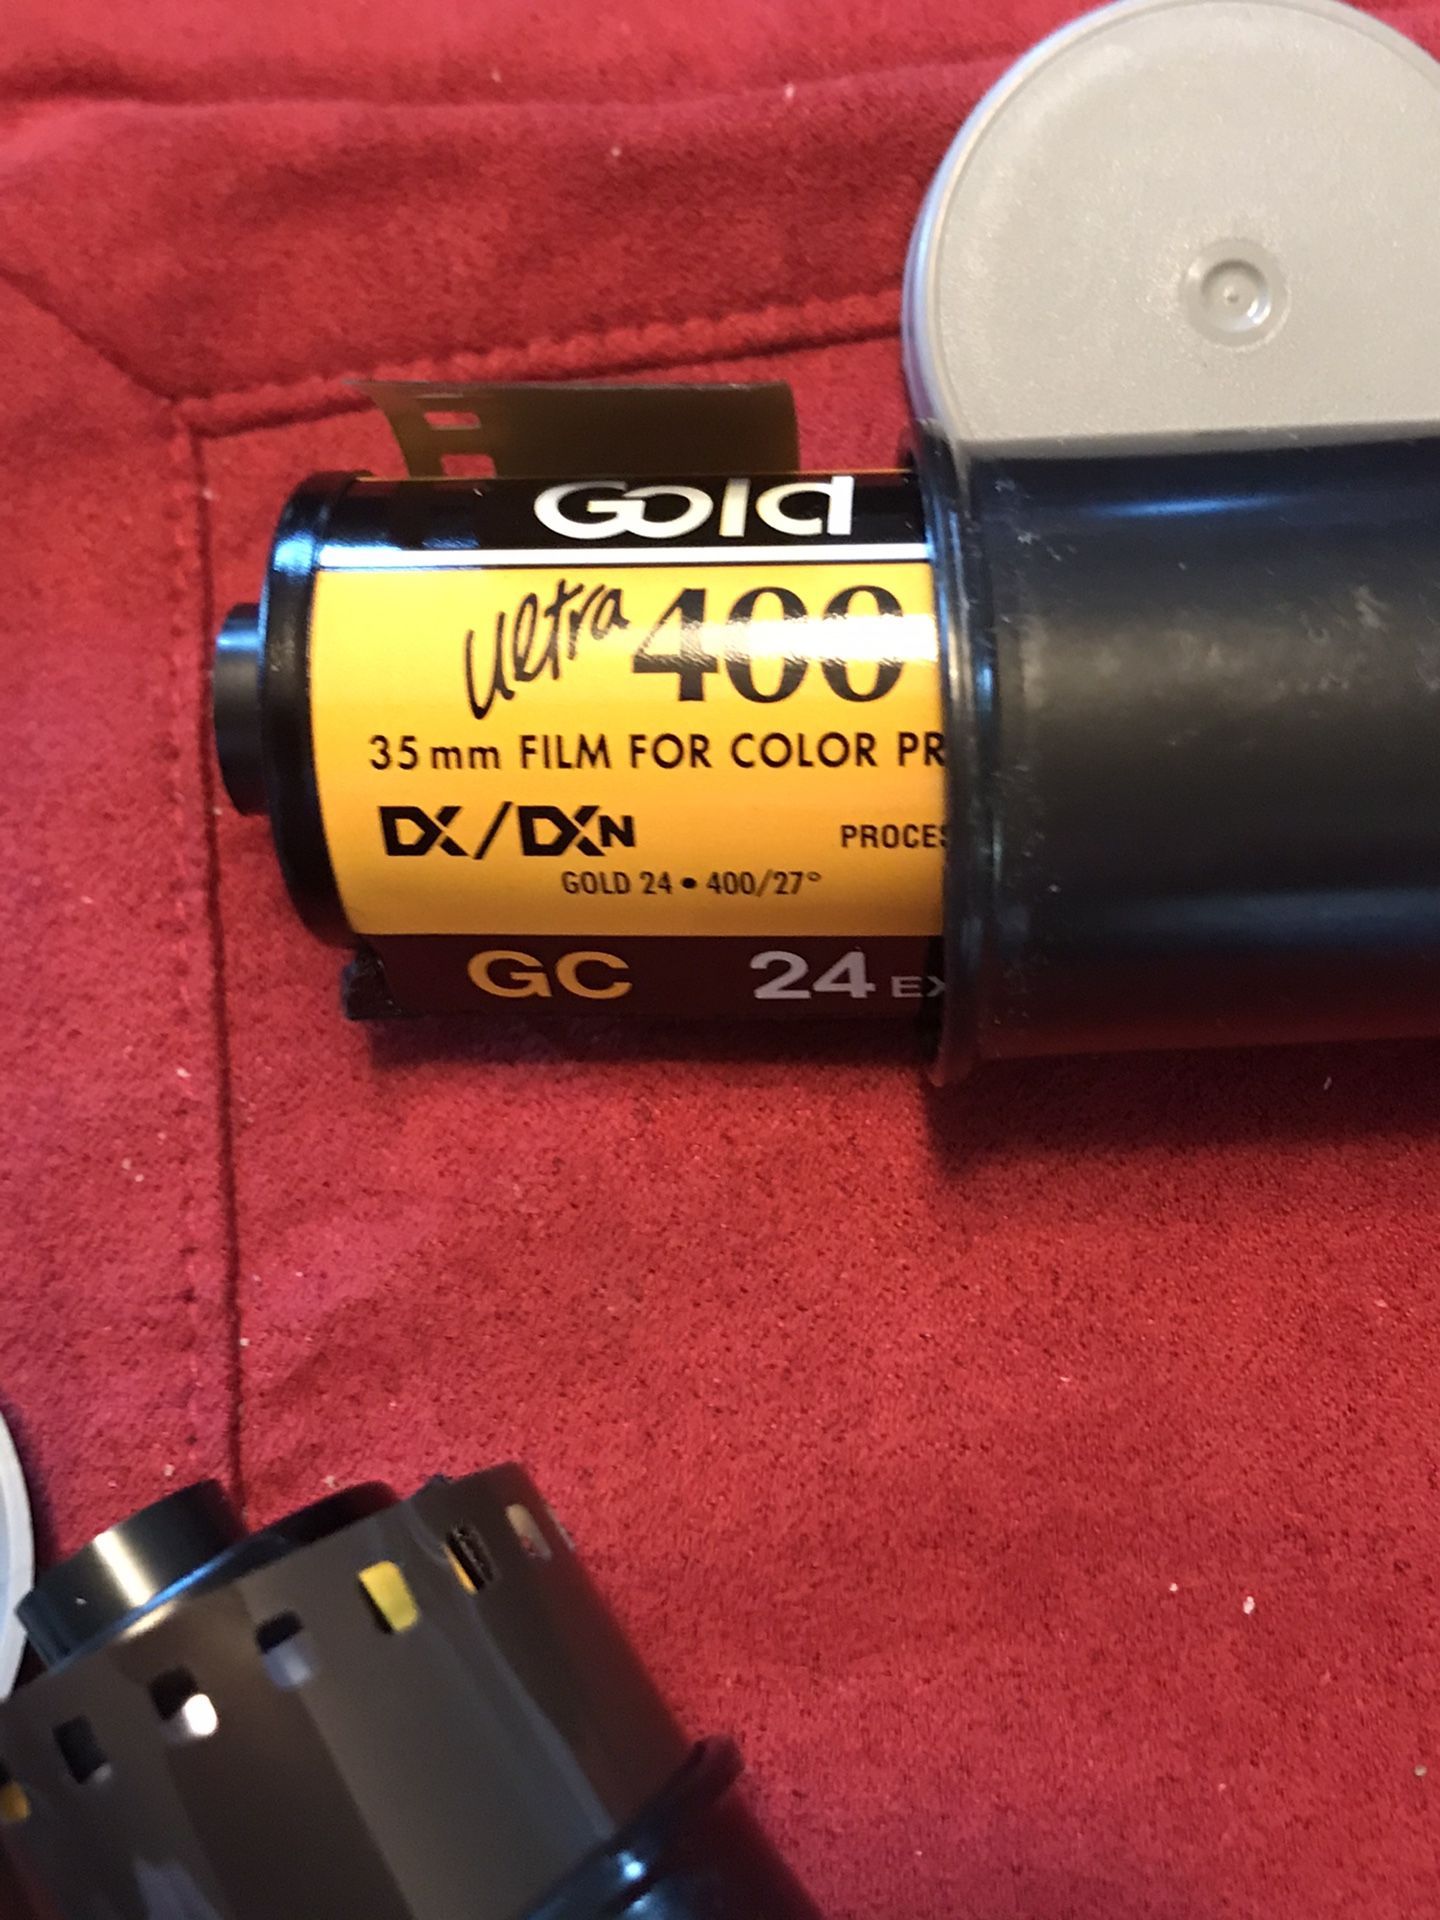 Gold
Ultra 400
35mm FILM FOR COLOR PR
DX/DXN
PROCES
GOLD 24 • 400/27°
GC 24 EX